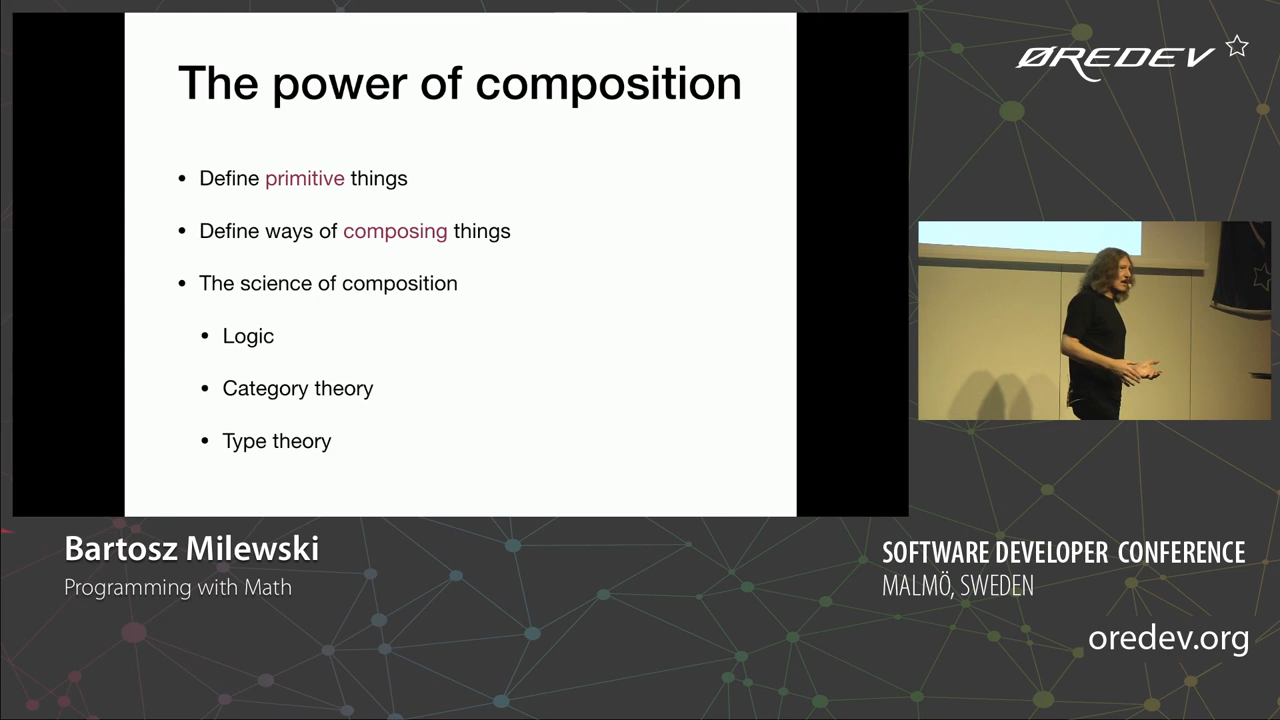 The power of composition
• Define primitive things
• Define ways of composing things
• The science of composition
• Logic
• Category theory
• Type theory
ØREDEV
Bartosz Milewski
Programming with Math
SOFTWARE DEVELOPER CONFERENCE
MALMÖ, SWEDEN
oredev.org